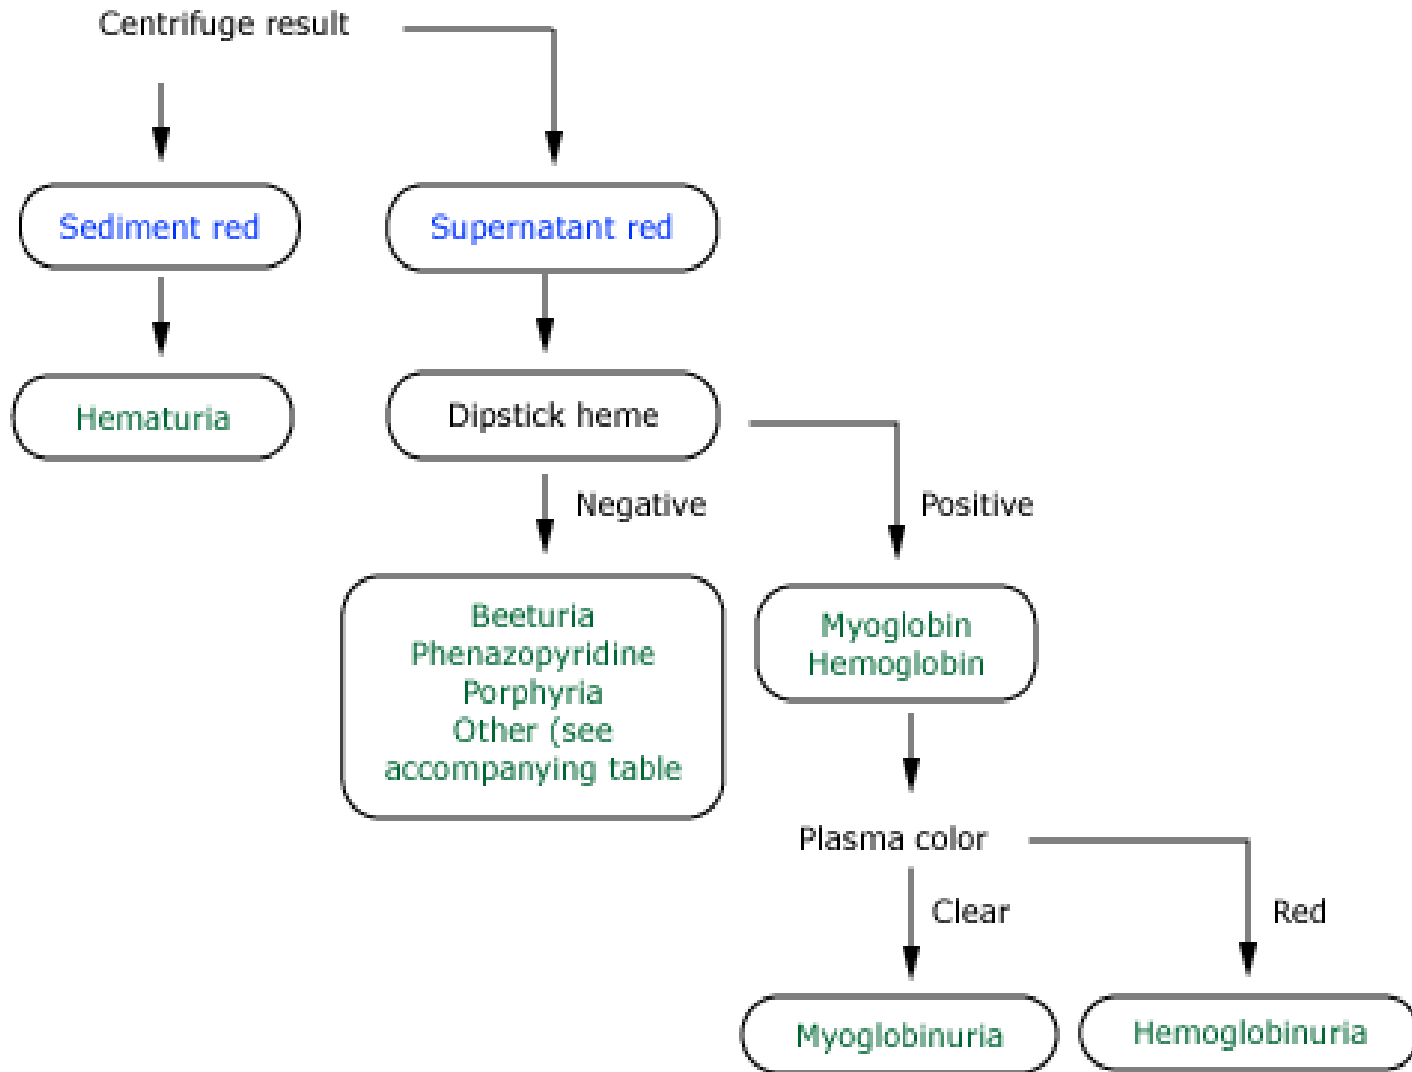 Centrifuge result
Sediment red
Supernatant red
Hematuria
Dipstick heme
Negative
Positive
Beeturia
Phenazopyridine
Porphyria
Other (see
accompanying table
Myoglobin
Hemoglobin
Plasma color
Clear
Red
Myoglobinuria
Hemoglobinuria